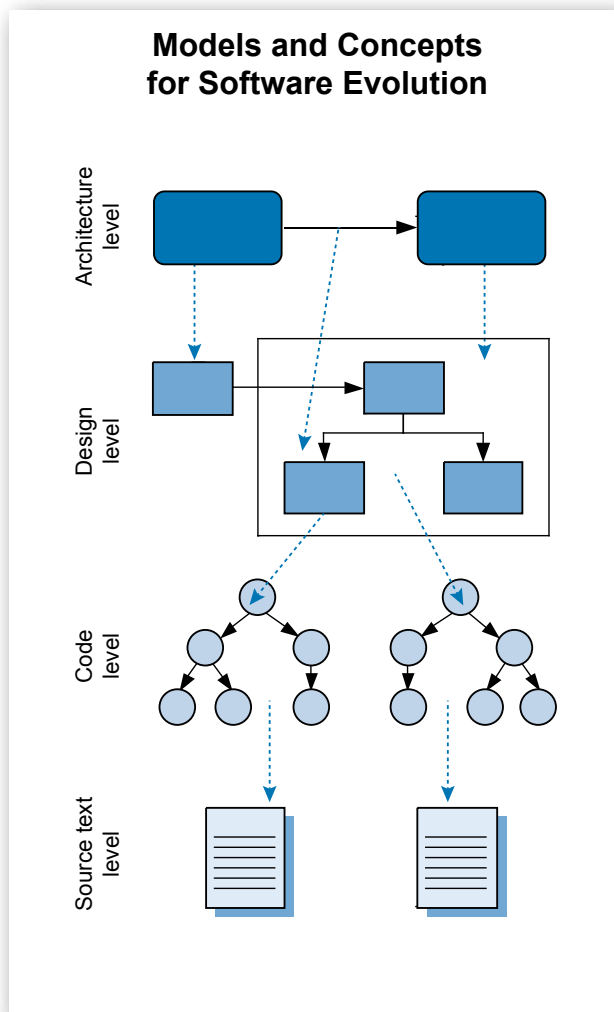 Models and Concepts
for Software Evolution
Architecture
level
Design
level
Code
level
Source text
level